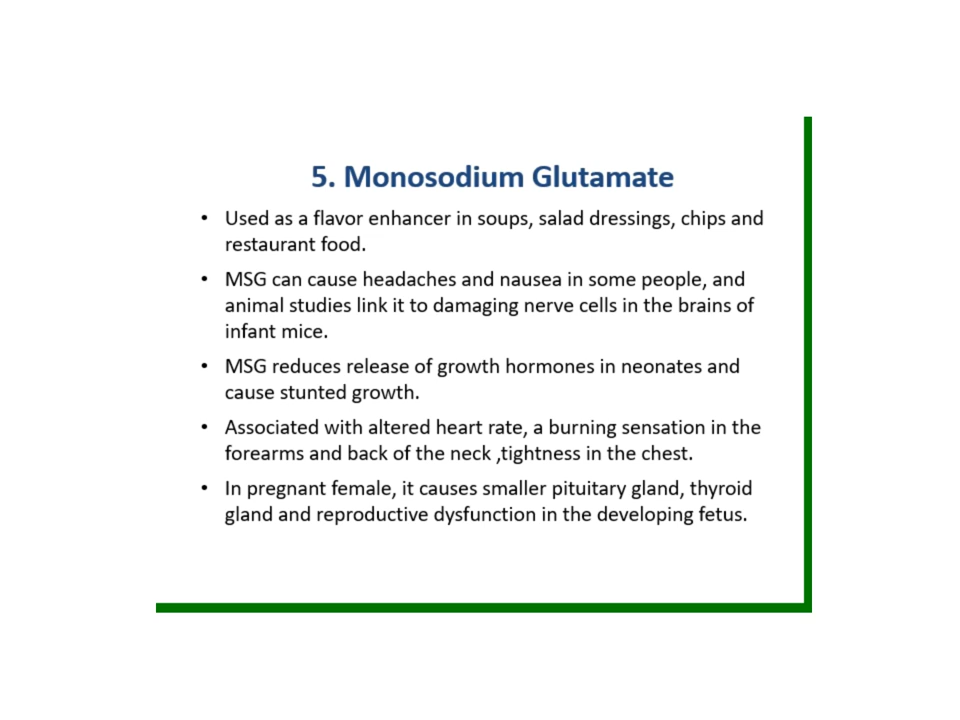 5. Monosodium Glutamate
• Used as a flavor enhancer in soups, salad dressings, chips and
restaurant food.
• MSG can cause headaches and nausea in some people, and
animal studies link it to damaging nerve cells in the brains of
infant mice.
• MSG reduces release of growth hormones in neonates and
cause stunted growth.
• Associated with altered heart rate, a burning sensation in the
forearms and back of the neck ,tightness in the chest.
• In pregnant female, it causes smaller pituitary gland, thyroid
gland and reproductive dysfunction in the developing fetus.